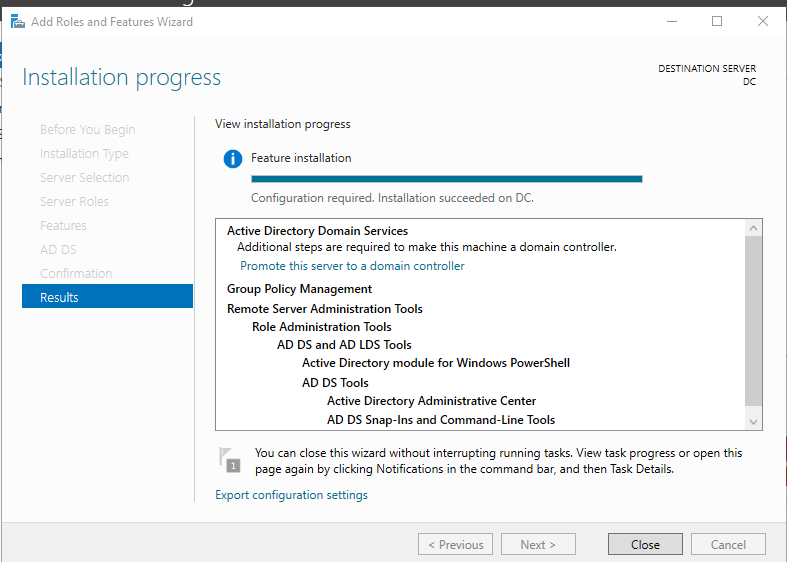 Add Roles and Features Wizard
Installation progress
DESTINATION SERVER
DC
Before You Begin
Installation Type
Server Selection
Server Roles
Features
AD DS
Confirmation
Results
View installation progress
Feature installation
Configuration required. Installation succeeded on DC.
Active Directory Domain Services
Additional steps are required to make this machine a domain controller.
Promote this server to a domain controller
Group Policy Management
Remote Server Administration Tools
Role Administration Tools
AD DS and AD LDS Tools
Active Directory module for Windows PowerShell
AD DS Tools
Active Directory Administrative Center
AD DS Snap-Ins and Command-Line Tools
1
You can close this wizard without interrupting running tasks. View task progress or open this
page again by clicking Notifications in the command bar, and then Task Details.
Export configuration settings
< Previous
Next >
Close
Cancel